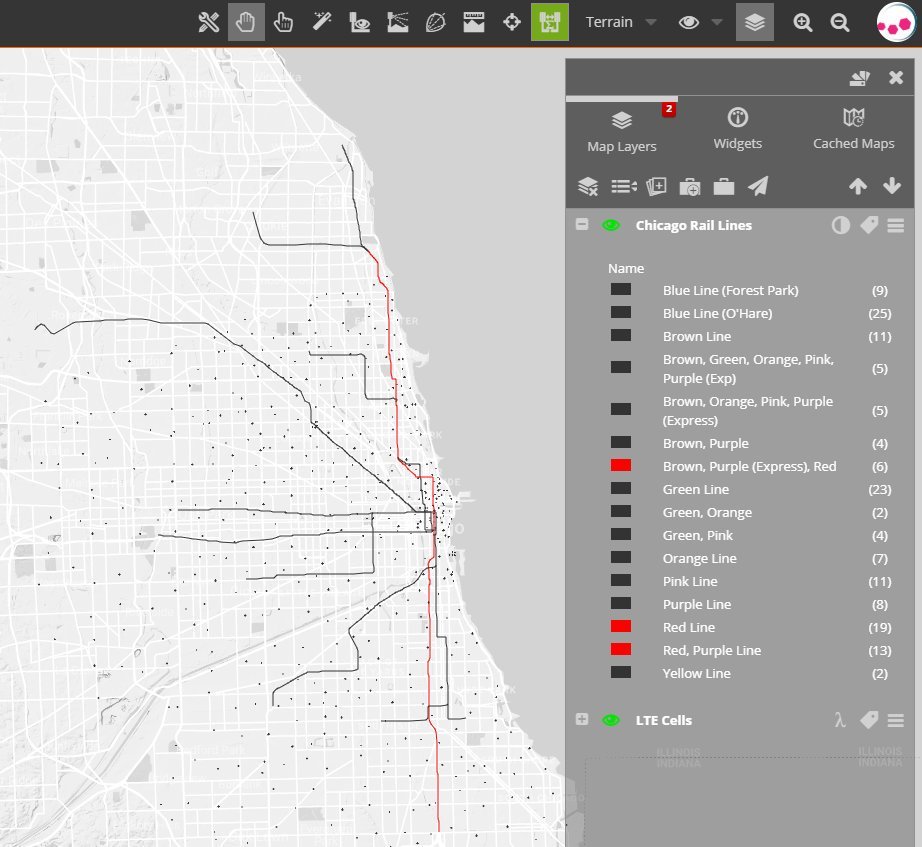 Terrain
2
Map Layers
Widgets
Cached Maps
Chicago Rail Lines
Name
Blue Line (Forest Park)
(9)
Blue Line (O'Hare)
(25)
Brown Line
(11)
Brown, Green, Orange, Pink,
Purple (Exp)
(5)
Brown, Orange, Pink, Purple
(Express)
(5)
Brown, Purple
(4)
Brown, Purple (Express), Red
(6)
Green Line
(23)
Green, Orange
(2)
Green, Pink
(4)
Orange Line
(7)
Pink Line
(11)
Purple Line
(8)
Red Line
(19)
Red, Purple Line
(13)
Yellow Line
(2)
LTE Cells
λ
ILLINOIS
INDIANA
ILLINOIS
INDIANA